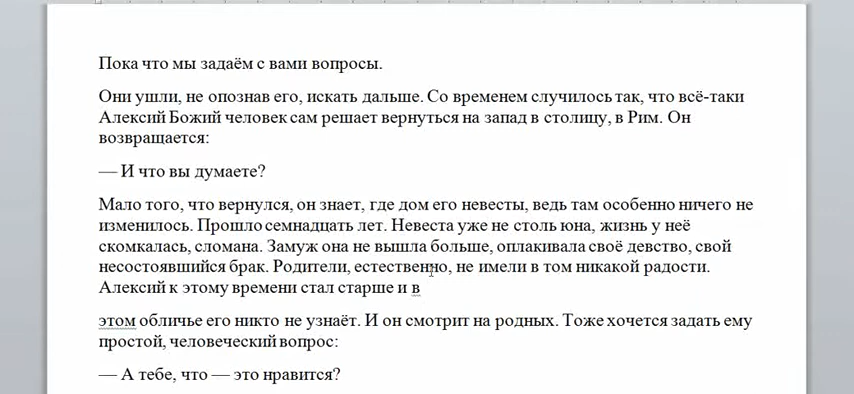 Пока что мы задаём с вами вопросы.
Они ушли, не опознав его, искать дальше. Со временем случилось так, что всё-таки
Алексий Божий человек сам решает вернуться на запад в столицу, в Рим. Он
возвращается:
— И что вы думаете?
Мало того, что вернулся, он знает, где дом его невесты, ведь там особенно ничего не
изменилось. Прошло семнадцать лет. Невеста уже не столь юна, жизнь у неё
скомкалась, сломана. Замуж она не вышла больше, оплакивала своё девство, свой
несостоявшийся брак. Родители, естественно, не имели в том никакой радости.
Алексий к этому времени стал старше и в
этом обличье его никто не узнаёт. И он смотрит на родных. Тоже хочется задать ему
простой, человеческий вопрос:
— А тебе, что — это нравится?